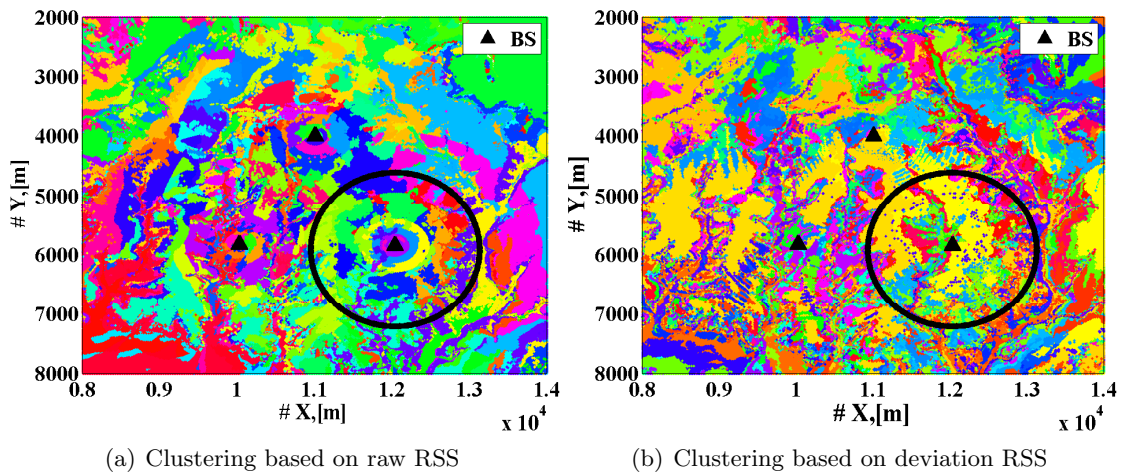 2000
3000
4000
5000
6000
7000
8000
# Y,[m]
BS
0.8 0.9 1 1.1 1.2 1.3 1.4
# X,[m]
x 10^4
(a) Clustering based on raw RSS
2000
3000
4000
5000
6000
7000
8000
# Y,[m]
BS
0.8 0.9 1 1.1 1.2 1.3 1.4
# X,[m]
x 10^4
(b) Clustering based on deviation RSS